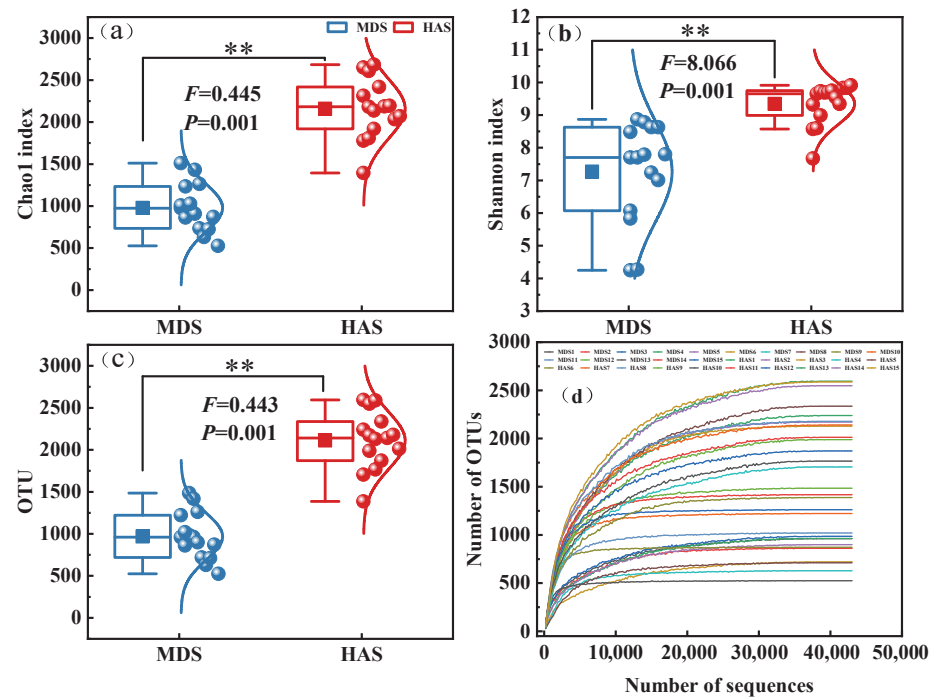 (a)
MDS HAS
**
F=0.445
P=0.001
Chao1 index
3000
2500
2000
1500
1000
500
0
MDS HAS
(b)
**
F=8.066
P=0.001
Shannon index
12
11
10
9
8
7
6
5
4
3
MDS HAS
(c)
**
F=0.443
P=0.001
OTU
3000
2500
2000
1500
1000
500
0
MDS HAS
MDS1 MDS2 MDS3 MDS4 MDS5 MDS6 MDS7 MDS8 MDS9 MDS10
MDS11 MDS12 MDS13 MDS14 MDS15 HAS1 HAS2 HAS3 HAS4 HAS5
HAS6 HAS7 HAS8 HAS9 HAS10 HAS11 HAS12 HAS13 HAS14 HAS15
(d)
Number of OTUs
3000
2500
2000
1500
1000
500
0
0 10,000 20,000 30,000 40,000 50,000
Number of sequences